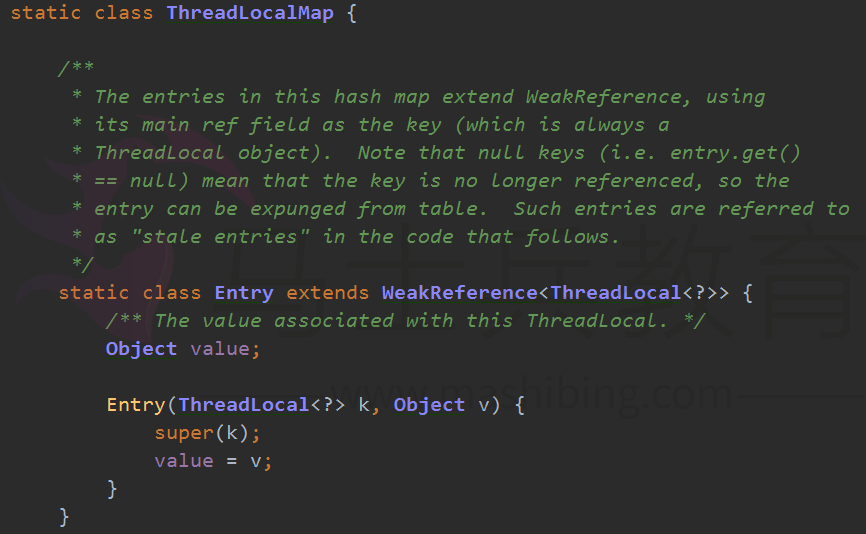 static class ThreadLocalMap {
/**
* The entries in this hash map extend WeakReference, using
* its main ref field as the key (which is always a
* ThreadLocal object).  Note that null keys (i.e. entry.get()
* == null) mean that the key is no longer referenced, so the
* entry can be expunged from table.  Such entries are referred to
* as "stale entries" in the code that follows.
*/
static class Entry extends WeakReference<ThreadLocal<?>> {
/** The value associated with this ThreadLocal. */
Object value;
Entry(ThreadLocal<?> k, Object v) {
super(k);
value = v;
}
}
马士兵教育
www.mashibing.com